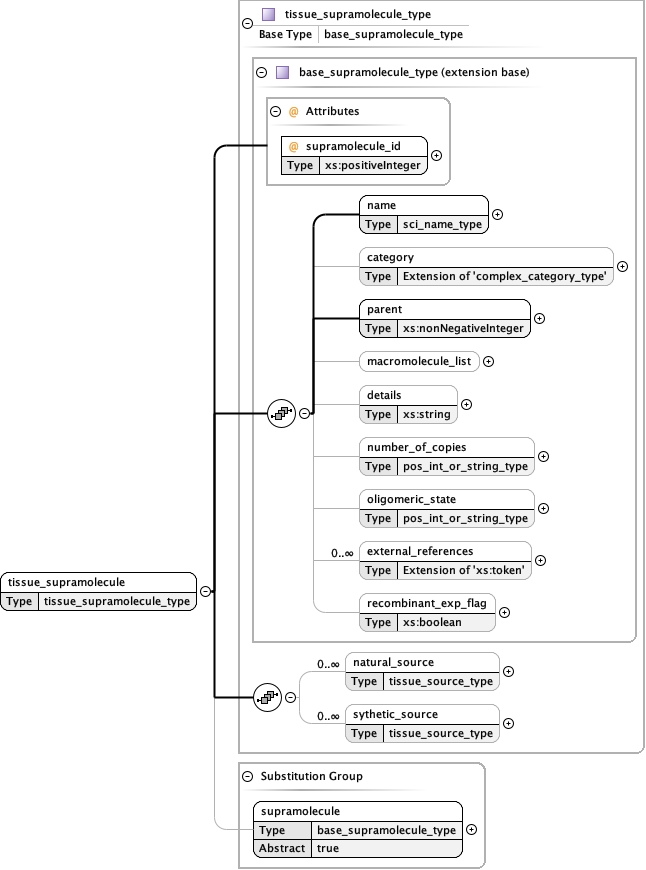 tissue_supramolecule_type
Base Type base_supramolecule_type
base_supramolecule_type (extension base)
@ Attributes
@ supramolecule_id
Type xs:positiveInteger
name
Type sci_name_type
category
Type Extension of 'complex_category_type'
parent
Type xs:nonNegativeInteger
macromolecule_list
details
Type xs:string
number_of_copies
Type pos_int_or_string_type
oligomeric_state
Type pos_int_or_string_type
0..∞ external_references
Type Extension of 'xs:token'
recombinant_exp_flag
Type xs:boolean
tissue_supramolecule
Type tissue_supramolecule_type
0..∞ natural_source
Type tissue_source_type
0..∞ sythetic_source
Type tissue_source_type
Substitution Group
supramolecule
Type base_supramolecule_type
Abstract true